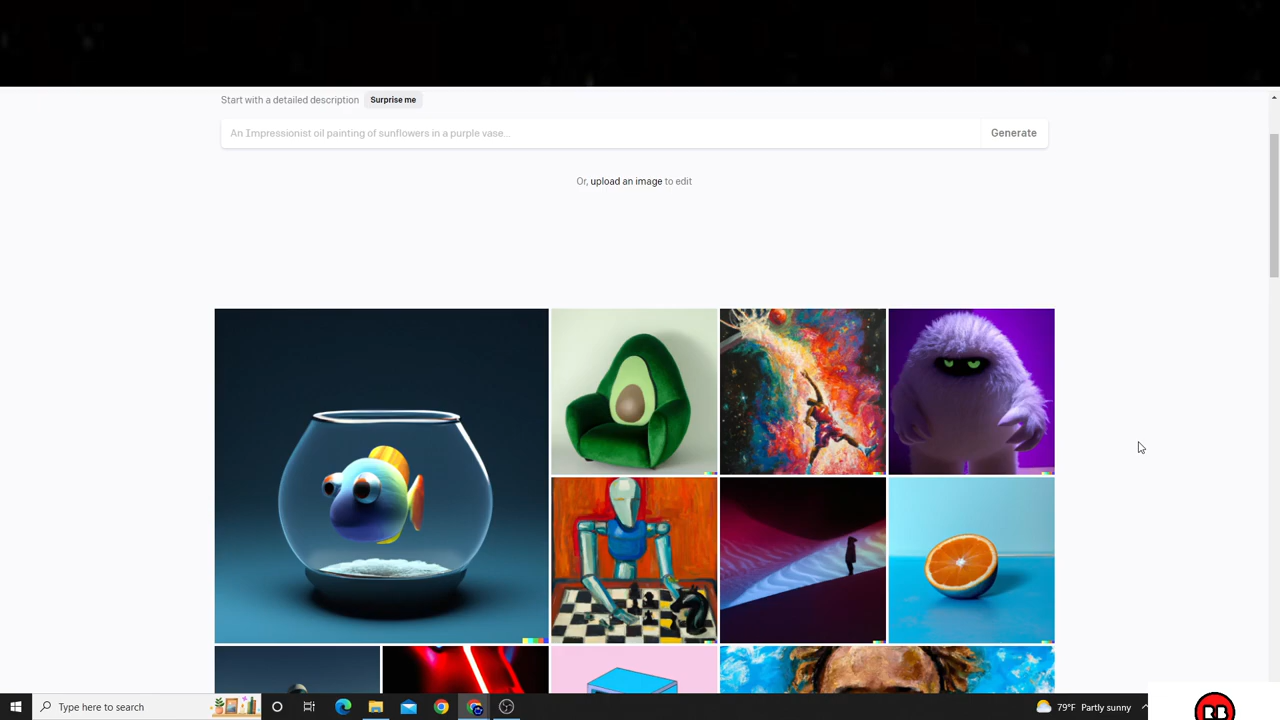 Start with a detailed description Surprise me
An Impressionist oil painting of sunflowers in a purple vase...
Generate
Or, upload an image to edit
Type here to search
79°F Partly sunny
RB